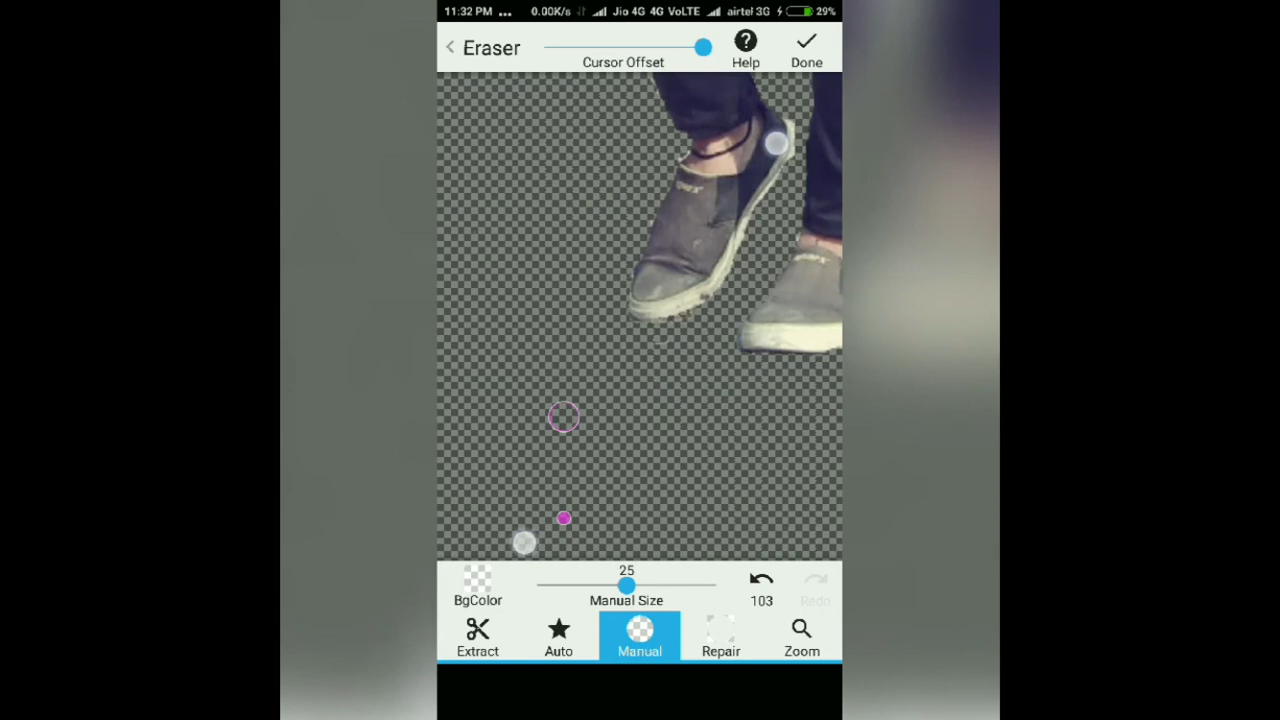 11:32 PM ... 0.00K/s Jio 4G 4G VoLTE airtel 3G 29%
Eraser
Cursor Offset
Help
Done
25
BgColor
Manual Size
103
Redo
Extract
Auto
Manual
Repair
Zoom